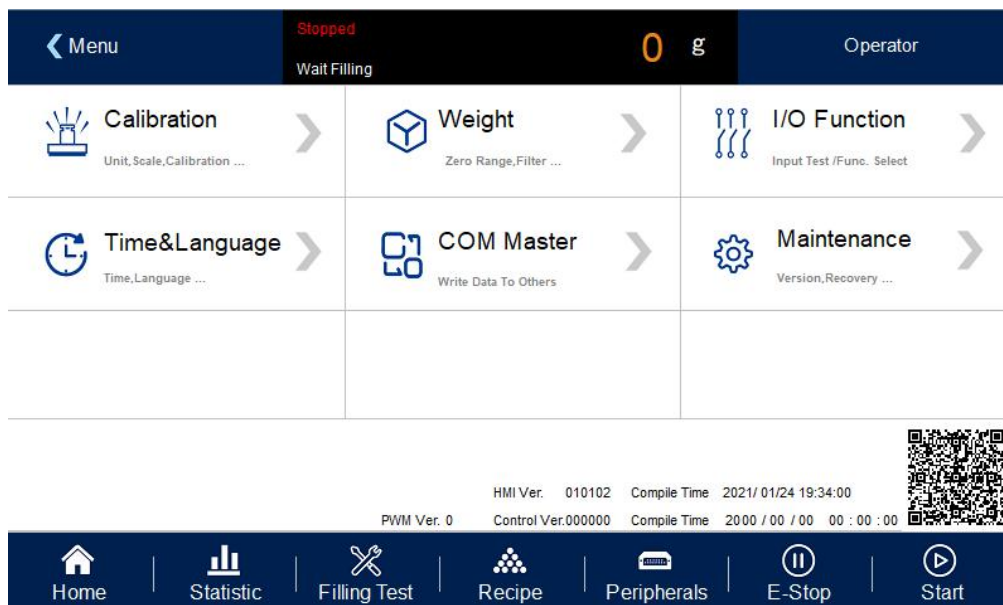 Menu
Stopped
Wait Filling
0 g
Operator
Calibration
Unit,Scale,Calibration ...
Weight
Zero Range,Filter ...
I/O Function
Input Test /Func. Select
Time&Language
Time,Language ...
COM Master
Write Data To Others
Maintenance
Version,Recovery ...
HMI Ver. 010102 Compile Time 2021/ 01/24 19:34:00
PWM Ver. 0 Control Ver.000000 Compile Time 2000 / 00 / 00 00 : 00 : 00
Home Statistic Filling Test Recipe Peripherals E-Stop Start